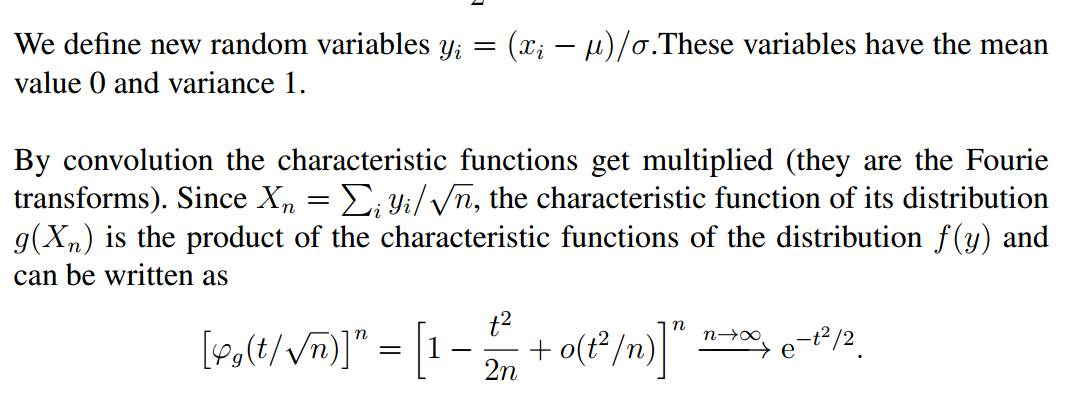 We define new random variables yᵢ = (xᵢ − μ)/σ.These variables have the mean
value 0 and variance 1.
By convolution the characteristic functions get multiplied (they are the Fourie
transforms). Since Xₙ = ∑ᵢ yᵢ/√n, the characteristic function of its distribution
g(Xₙ) is the product of the characteristic functions of the distribution f(y) and
can be written as
[φ_g(t/√n)]ⁿ = [1 − t²/2n + o(t²/n)]ⁿ —n→∞→ e^{−t²/2}.